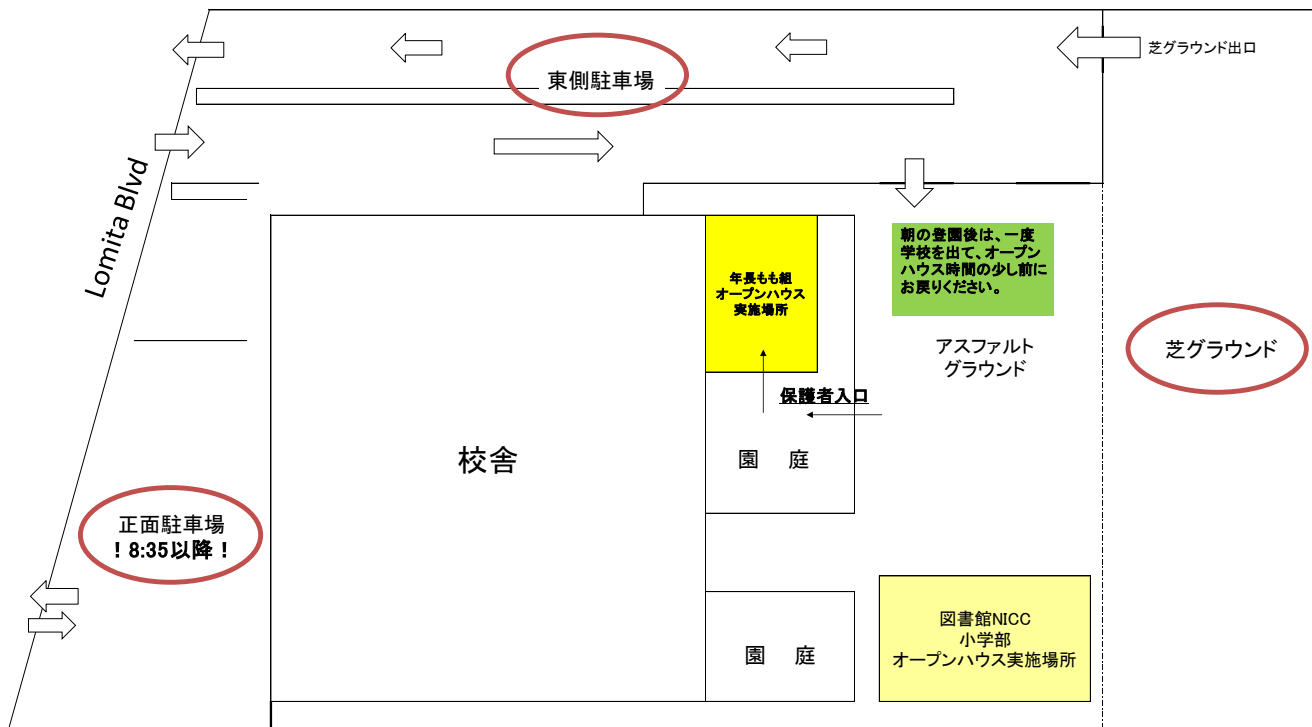 芝グラウンド出口
東側駐車場
Lomita Blvd
朝の登園後は、一度
学校を出て、オープン
ハウス時間の少し前に
お戻りください。
年長もも組
オープンハウス
実施場所
アスファルト
グラウンド
芝グラウンド
保護者入口
校舎
園 庭
正面駐車場
！8:35以降！
図書館NICC
小学部
オープンハウス実施場所
園 庭